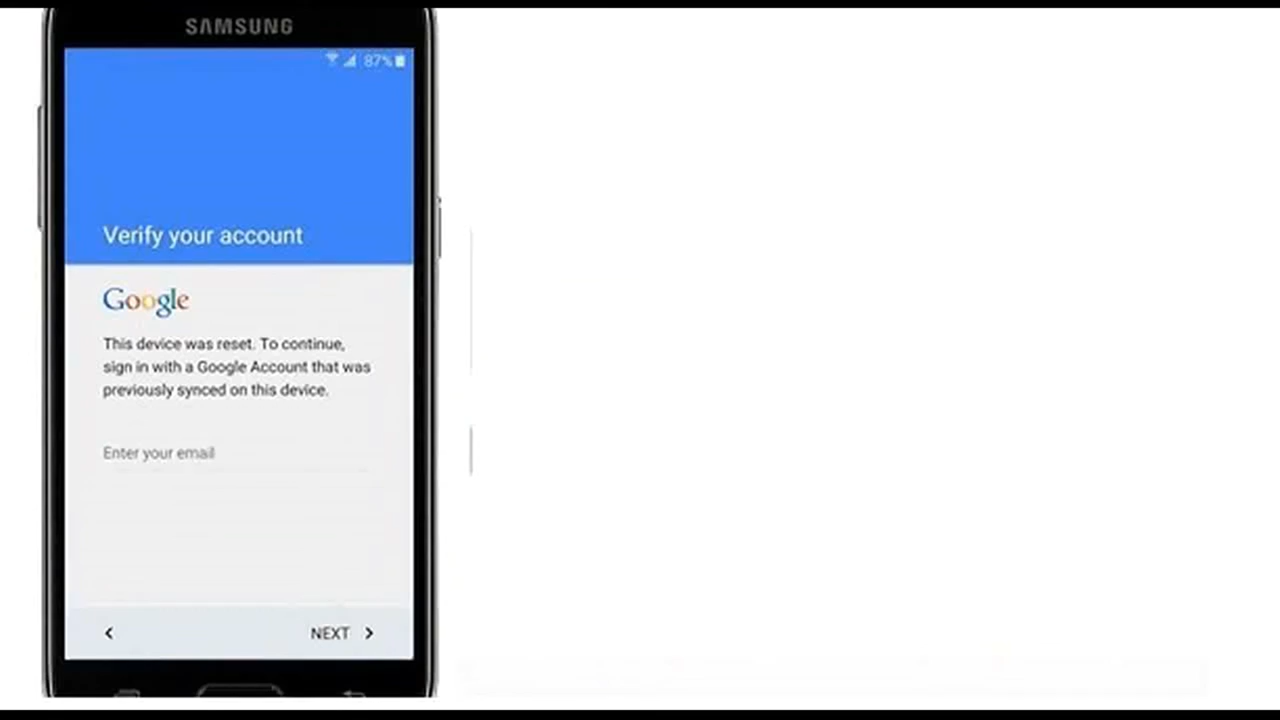 SAMSUNG
87%
Verify your account
Google
This device was reset. To continue,
sign in with a Google Account that was
previously synced on this device.
Enter your email
NEXT